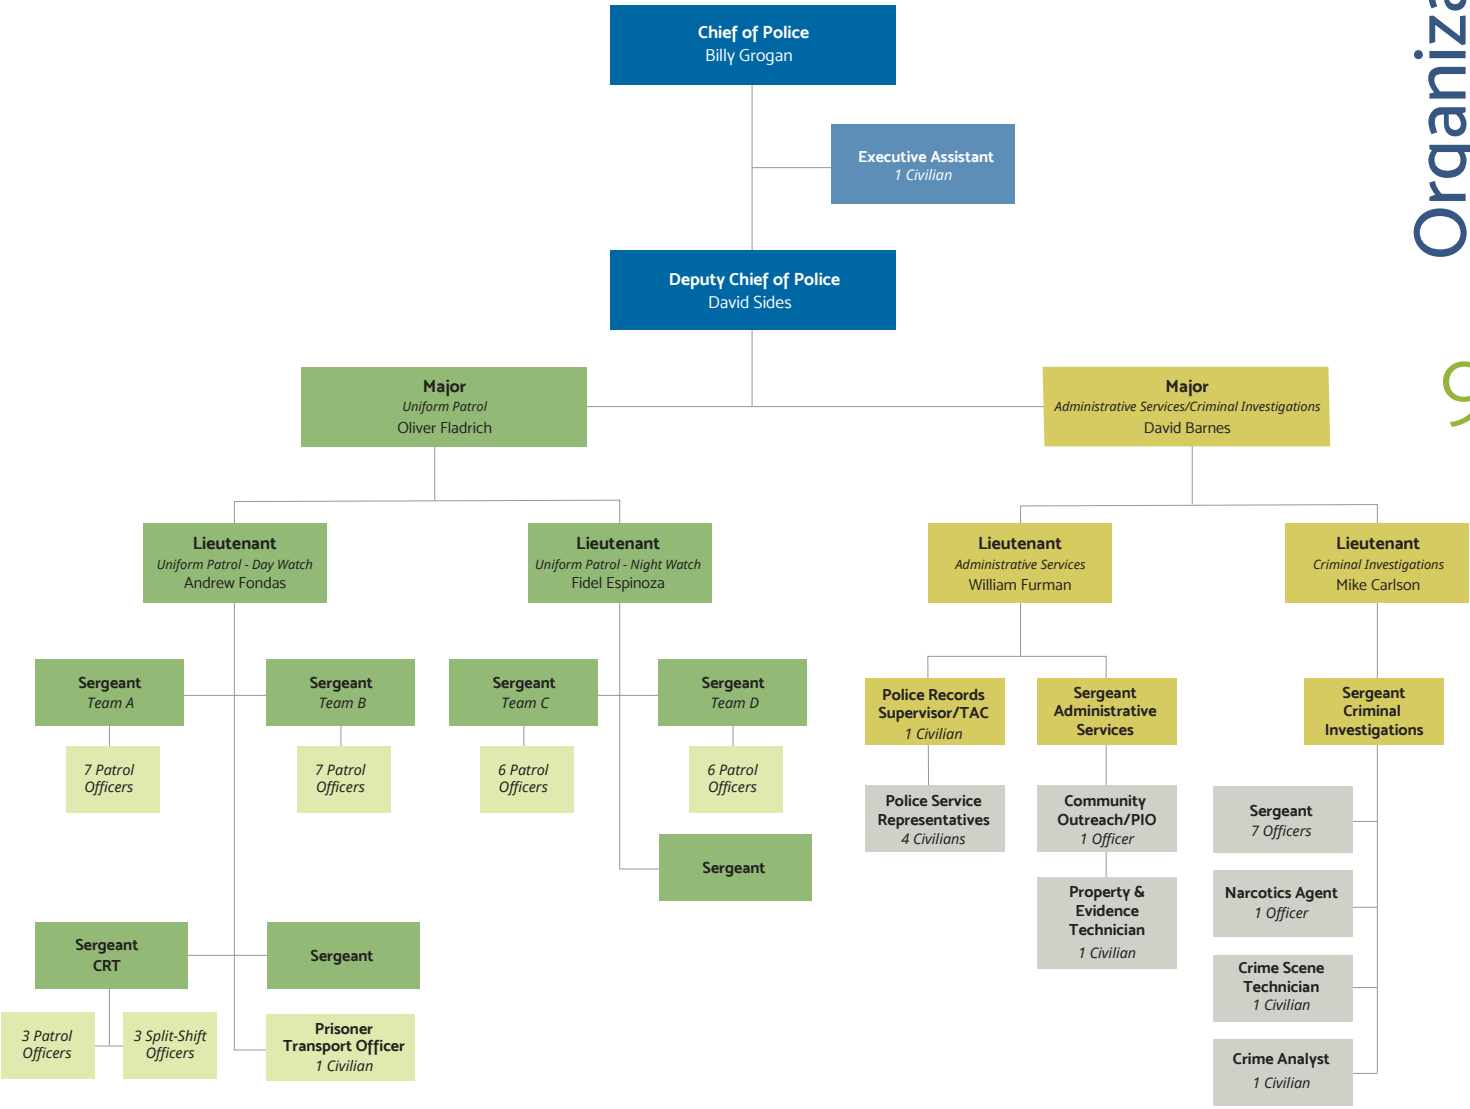 Chief of Police
Billy Grogan
Executive Assistant
1 Civilian
Deputy Chief of Police
David Sides
Major
Uniform Patrol
Oliver Fladrich
Major
Administrative Services/Criminal Investigations
David Barnes
Lieutenant
Uniform Patrol - Day Watch
Andrew Fondas
Lieutenant
Uniform Patrol - Night Watch
Fidel Espinoza
Lieutenant
Administrative Services
William Furman
Lieutenant
Criminal Investigations
Mike Carlson
Sergeant
Team A
Sergeant
Team B
Sergeant
Team C
Sergeant
Team D
Police Records
Supervisor/TAC
1 Civilian
Sergeant
Administrative
Services
Sergeant
Criminal
Investigations
7 Patrol
Officers
7 Patrol
Officers
6 Patrol
Officers
6 Patrol
Officers
Police Service
Representatives
4 Civilians
Community
Outreach/PIO
1 Officer
Sergeant
7 Officers
Sergeant
Property &
Evidence
Technician
1 Civilian
Narcotics Agent
1 Officer
Sergeant
CRT
Sergeant
Crime Scene
Technician
1 Civilian
3 Patrol
Officers
3 Split-Shift
Officers
Prisoner
Transport Officer
1 Civilian
Crime Analyst
1 Civilian
9